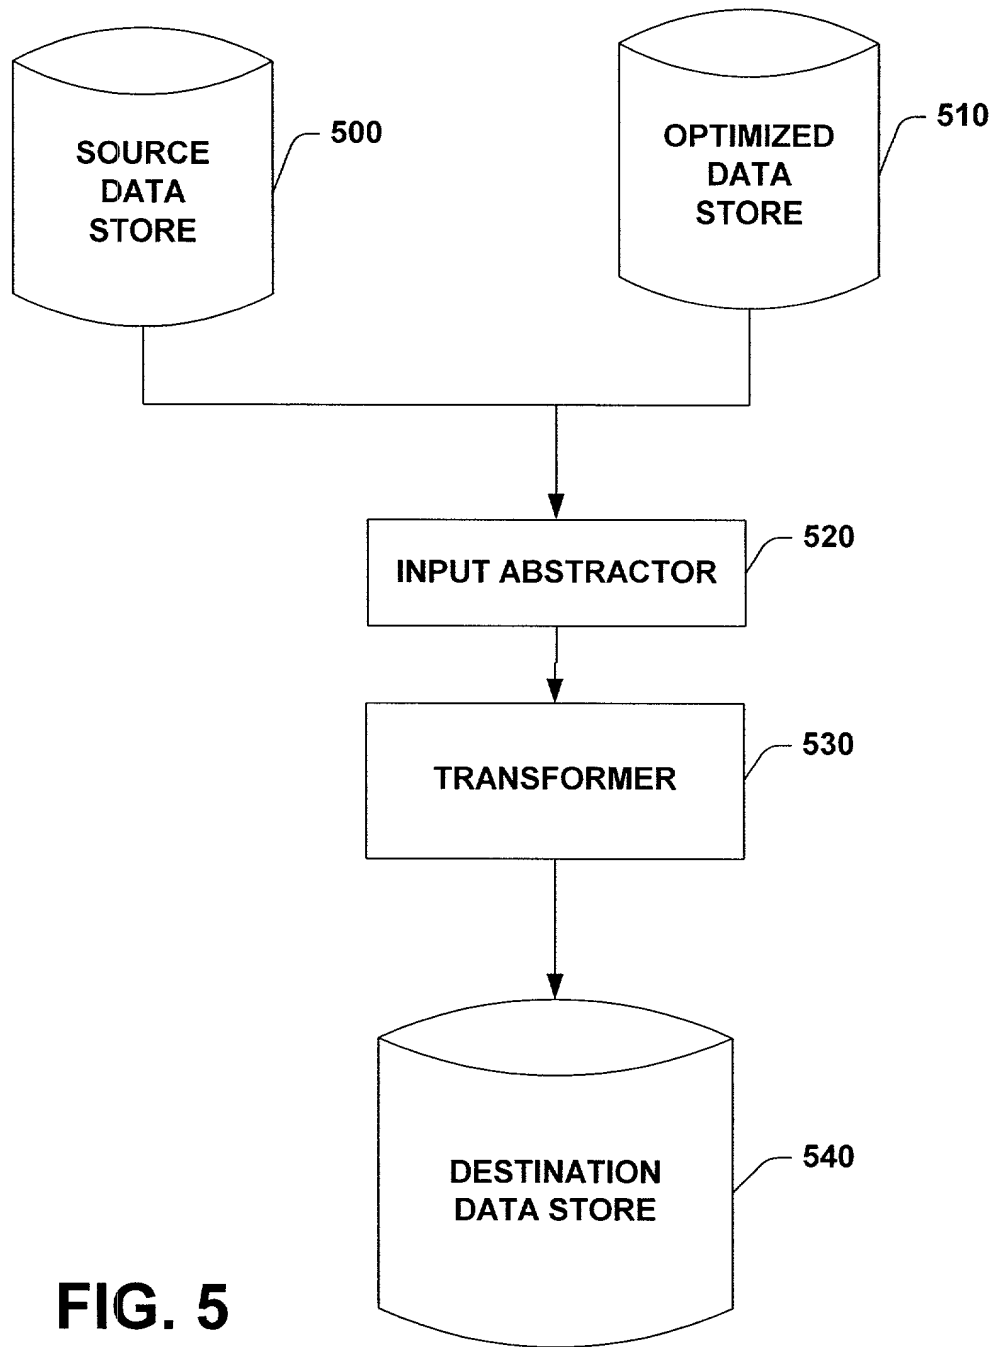 SOURCE
DATA
STORE
500
OPTIMIZED
DATA
STORE
510
INPUT ABSTRACTOR
520
TRANSFORMER
530
DESTINATION
DATA STORE
540
FIG. 5